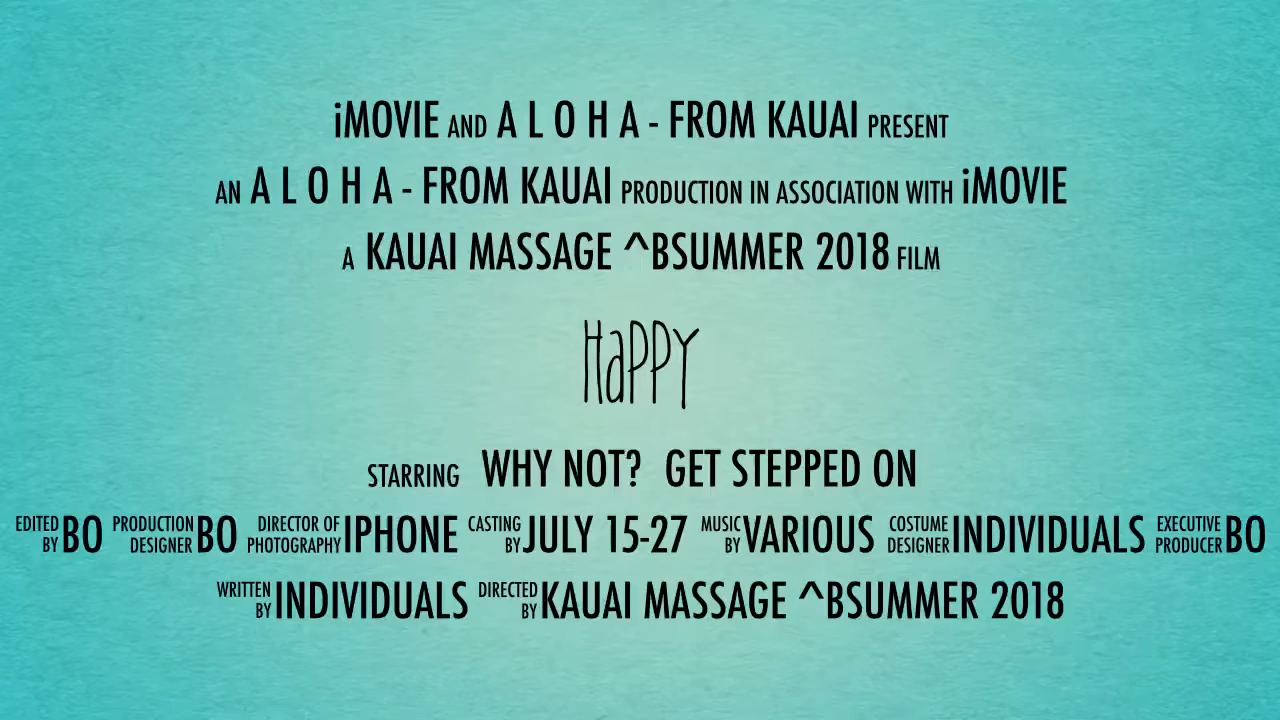 iMOVIE AND A L O H A - FROM KAUAI PRESENT
AN A L O H A - FROM KAUAI PRODUCTION IN ASSOCIATION WITH iMOVIE
A KAUAI MASSAGE ^BSUMMER 2018 FILM
HaPPY
STARRING WHY NOT? GET STEPPED ON
EDITED BY BO PRODUCTION DESIGNER BO DIRECTOR OF PHOTOGRAPHY IPHONE CASTING BY JULY 15-27 MUSIC BY VARIOUS COSTUME DESIGNER INDIVIDUALS EXECUTIVE PRODUCER BO
WRITTEN BY INDIVIDUALS DIRECTED BY KAUAI MASSAGE ^BSUMMER 2018